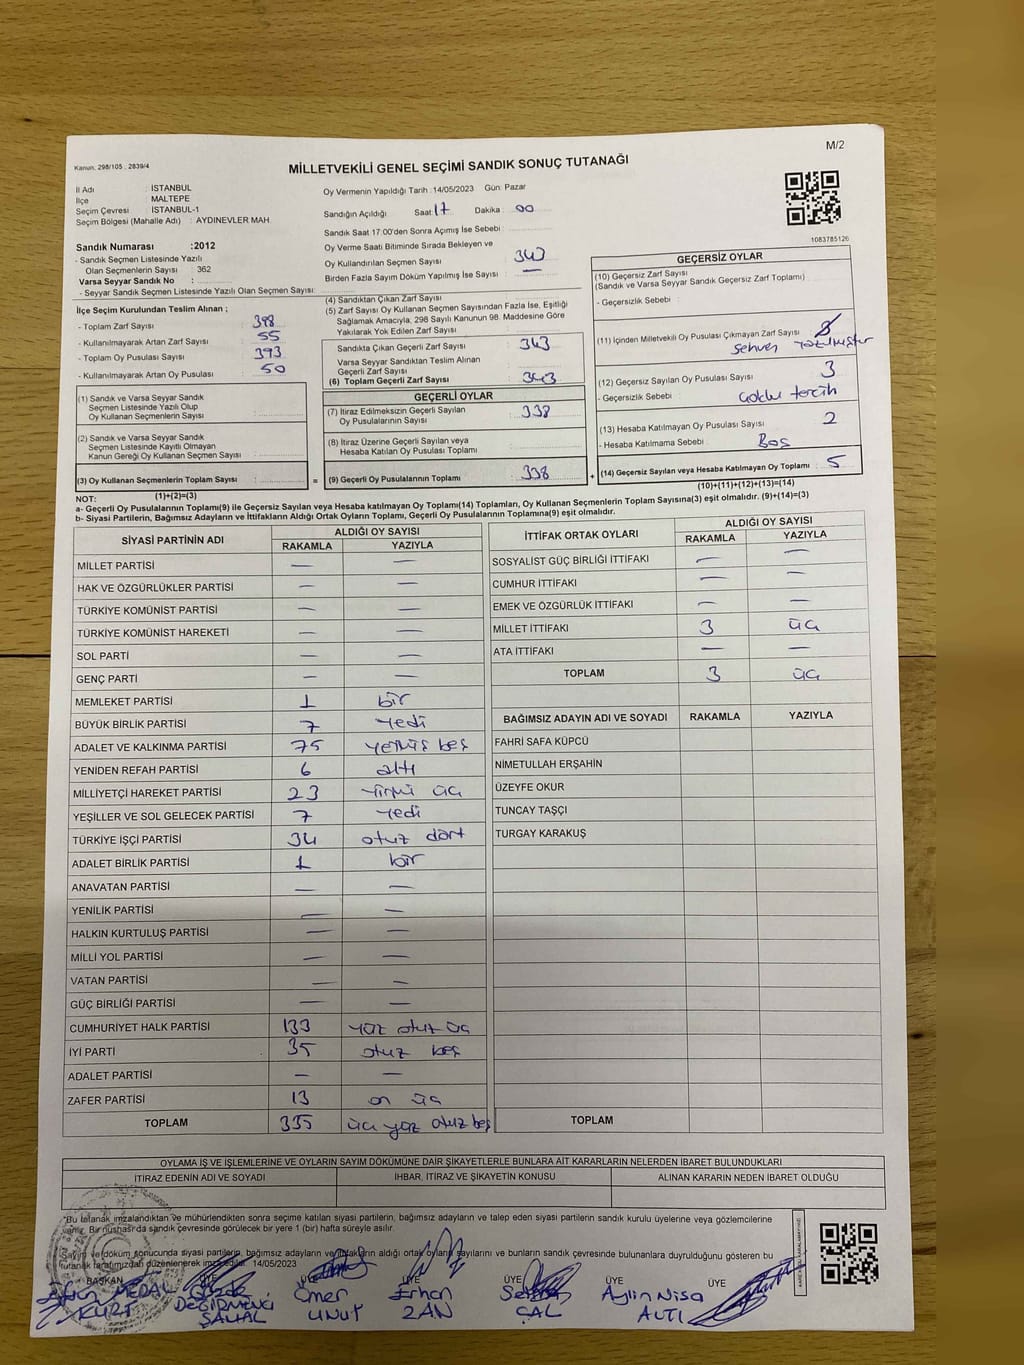 M/2
Kanun: 298/105 , 2839/4
MİLLETVEKİLİ GENEL SEÇİMİ SANDIK SONUÇ TUTANAĞI
İl Adı : İSTANBUL
İlçe : MALTEPE
Seçim Çevresi : İSTANBUL-1
Seçim Bölgesi (Mahalle Adı) : AYDINEVLER MAH.
Sandık Numarası :2012
- Sandık Seçmen Listesinde Yazılı
Olan Seçmenlerin Sayısı : 362
Varsa Seyyar Sandık No :
- Seyyar Sandık Seçmen Listesinde Yazılı Olan Seçmen Sayısı:
İlçe Seçim Kurulundan Teslim Alınan ;
- Toplam Zarf Sayısı : 398
- Kullanılmayarak Artan Zarf Sayısı : 55
- Toplam Oy Pusulası Sayısı : 393
- Kullanılmayarak Artan Oy Pusulası : 50
(1) Sandık ve Varsa Seyyar Sandık
Seçmen Listesinde Yazılı Olup
Oy Kullanan Seçmenlerin Sayısı :
(2) Sandık ve Varsa Seyyar Sandık
Seçmen Listesinde Kayıtlı Olmayan
Kanun Gereği Oy Kullanan Seçmen Sayısı :
(3) Oy Kullanan Seçmenlerin Toplam Sayısı :
(1)+(2)=(3)
Oy Vermenin Yapıldığı Tarih :14/05/2023 Gün: Pazar
Sandığın Açıldığı Saat: 17 Dakika : 00
Sandık Saat 17:00'den Sonra Açımış İse Sebebi :
Oy Verme Saati Bitiminde Sırada Bekleyen ve
Oy Kullandırılan Seçmen Sayısı : 343
Birden Fazla Sayım Döküm Yapılmış İse Sayısı : —
(4) Sandıktan Çıkan Zarf Sayısı :
(5) Zarf Sayısı Oy Kullanan Seçmen Sayısından Fazla İse, Eşitliği
Sağlamak Amacıyla; 298 Sayılı Kanunun 98. Maddesine Göre
Yakılarak Yok Edilen Zarf Sayısı :
Sandıkta Çıkan Geçerli Zarf Sayısı : 343
Varsa Seyyar Sandıktan Teslim Alınan
Geçerli Zarf Sayısı :
(6) Toplam Geçerli Zarf Sayısı : 343
GEÇERLİ OYLAR
(7) İtiraz Edilmeksizin Geçerli Sayılan
Oy Pusulalarının Sayısı : 338
(8) İtiraz Üzerine Geçerli Sayılan veya
Hesaba Katılan Oy Pusulası Toplamı :
= (9) Geçerli Oy Pusulalarının Toplamı : 338
1083785126
GEÇERSİZ OYLAR
(10) Geçersiz Zarf Sayısı :
(Sandık ve Varsa Seyyar Sandık Geçersiz Zarf Toplamı)
- Geçersizlik Sebebi :
(11) İçinden Milletvekili Oy Pusulası Çıkmayan Zarf Sayısı :
sehven yazılmıştır
(12) Geçersiz Sayılan Oy Pusulası Sayısı : 3
- Geçersizlik Sebebi : çoklu tercih
(13) Hesaba Katılmayan Oy Pusulası Sayısı : 2
- Hesaba Katılmama Sebebi : Boş
+ (14) Geçersiz Sayılan veya Hesaba Katılmayan Oy Toplamı : 5
(10)+(11)+(12)+(13)=(14)
NOT:
a- Geçerli Oy Pusulalarının Toplamı(9) ile Geçersiz Sayılan veya Hesaba katılmayan Oy Toplamı(14) Toplamları, Oy Kullanan Seçmenlerin Toplam Sayısına(3) eşit olmalıdır. (9)+(14)=(3)
b- Siyasi Partilerin, Bağımsız Adayların ve İttifakların Aldığı Ortak Oyların Toplamı, Geçerli Oy Pusulalarının Toplamına(9) eşit olmalıdır.
SİYASİ PARTİNİN ADI ALDIĞI OY SAYISI
RAKAMLA YAZIYLA
MİLLET PARTİSİ — —
HAK VE ÖZGÜRLÜKLER PARTİSİ — —
TÜRKİYE KOMÜNİST PARTİSİ — —
TÜRKİYE KOMÜNİST HAREKETİ — —
SOL PARTİ — —
GENÇ PARTİ — —
MEMLEKET PARTİSİ 1 bir
BÜYÜK BİRLİK PARTİSİ 7 yedi
ADALET VE KALKINMA PARTİSİ 75 yetmiş beş
YENİDEN REFAH PARTİSİ 6 altı
MİLLİYETÇİ HAREKET PARTİSİ 23 yirmi üç
YEŞİLLER VE SOL GELECEK PARTİSİ 7 yedi
TÜRKİYE İŞÇİ PARTİSİ 34 otuz dört
ADALET BİRLİK PARTİSİ 1 bir
ANAVATAN PARTİSİ — —
YENİLİK PARTİSİ — —
HALKIN KURTULUŞ PARTİSİ — —
MİLLİ YOL PARTİSİ — —
VATAN PARTİSİ — —
GÜÇ BİRLİĞİ PARTİSİ — —
CUMHURİYET HALK PARTİSİ 133 yüz otuz üç
İYİ PARTİ 35 otuz beş
ADALET PARTİSİ — —
ZAFER PARTİSİ 13 on üç
TOPLAM 335 üç yüz otuz beş
İTTİFAK ORTAK OYLARI ALDIĞI OY SAYISI
RAKAMLA YAZIYLA
SOSYALİST GÜÇ BİRLİĞİ İTTİFAKI — —
CUMHUR İTTİFAKI — —
EMEK VE ÖZGÜRLÜK İTTİFAKI — —
MİLLET İTTİFAKI 3 üç
ATA İTTİFAKI — —
TOPLAM 3 üç
BAĞIMSIZ ADAYIN ADI VE SOYADI RAKAMLA YAZIYLA
FAHRİ SAFA KÜPCÜ
NİMETULLAH ERŞAHİN
ÜZEYFE OKUR
TUNCAY TAŞÇI
TURGAY KARAKUŞ
TOPLAM
OYLAMA İŞ VE İŞLEMLERİNE VE OYLARIN SAYIM DÖKÜMÜNE DAİR ŞİKAYETLERLE BUNLARA AİT KARARLARIN NELERDEN İBARET BULUNDUKLARI
İTİRAZ EDENİN ADI VE SOYADI İHBAR, İTİRAZ VE ŞİKAYETİN KONUSU ALINAN KARARIN NEDEN İBARET OLDUĞU
"Bu tutanak imzalandıktan ve mühürlendikten sonra seçime katılan siyasi partilerin, bağımsız adayların ve talep eden siyasi partilerin sandık kurulu üyelerine veya gözlemcilerine
verilir. Bir nüshası da sandık çevresinde görülecek bir yere 1 (bir) hafta süreyle asılır.
Sayım ve döküm sonucunda siyasi partilerin, bağımsız adayların ve ittifakların aldığı ortak oyların sayılarını ve bunların sandık çevresinde bulunanlara duyrulduğunu gösteren bu
tutanak tarafımızdan düzenlenerek imza edildi. 14/05/2023
BAŞKAN ÜYE ÜYE ÜYE ÜYE ÜYE ÜYE
MEDAL KURT
DEĞİRMENCİ ŞAHAL
Ömer UNUT
Erhan ZAN
ÇAL
Aylin Nisa ALTI